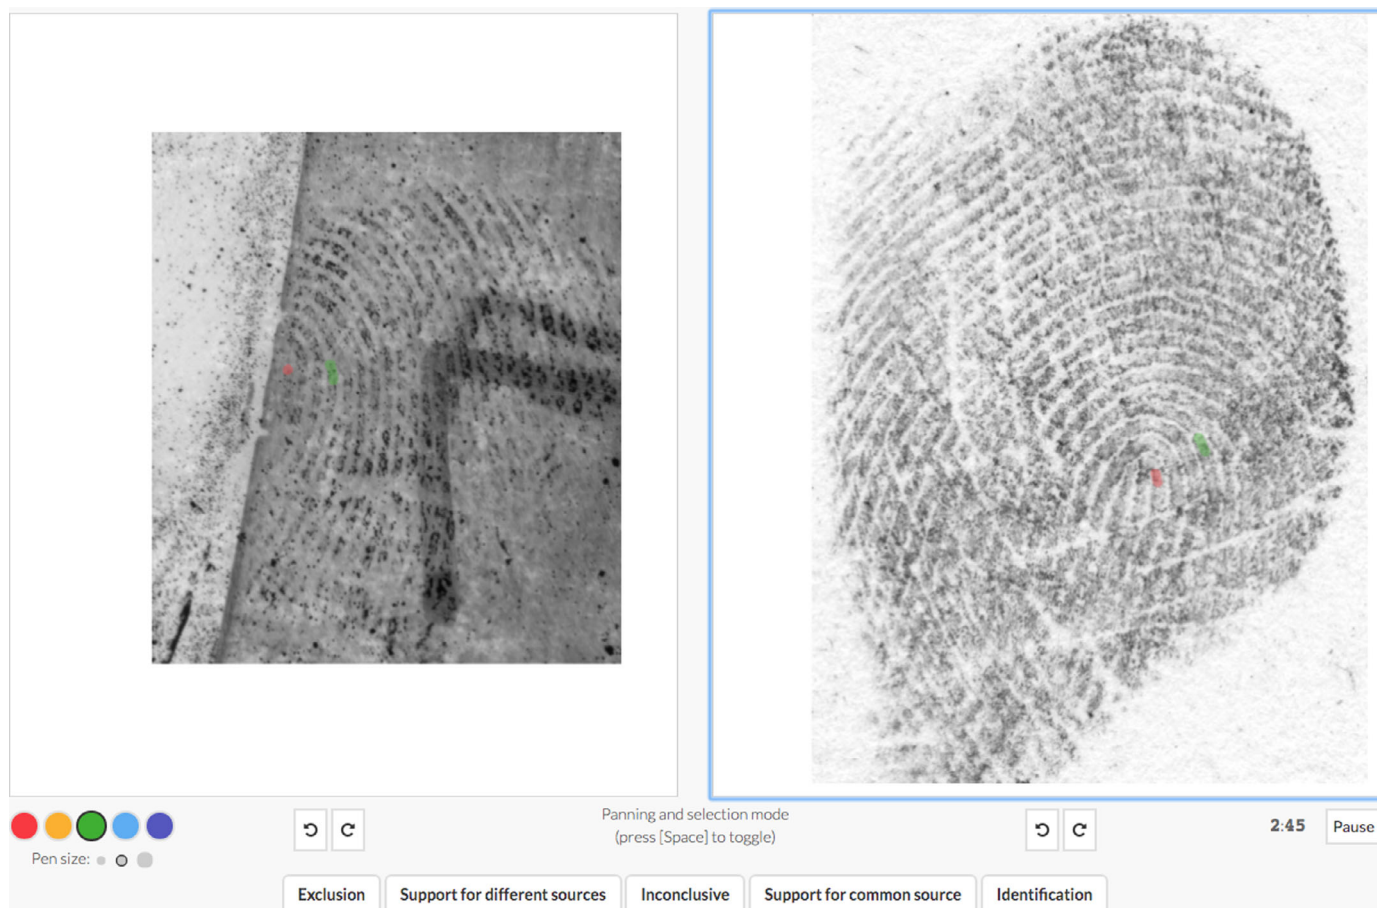 Panning and selection mode
(press [Space] to toggle)
2:45
Pause
Pen size:
Exclusion
Support for different sources
Inconclusive
Support for common source
Identification